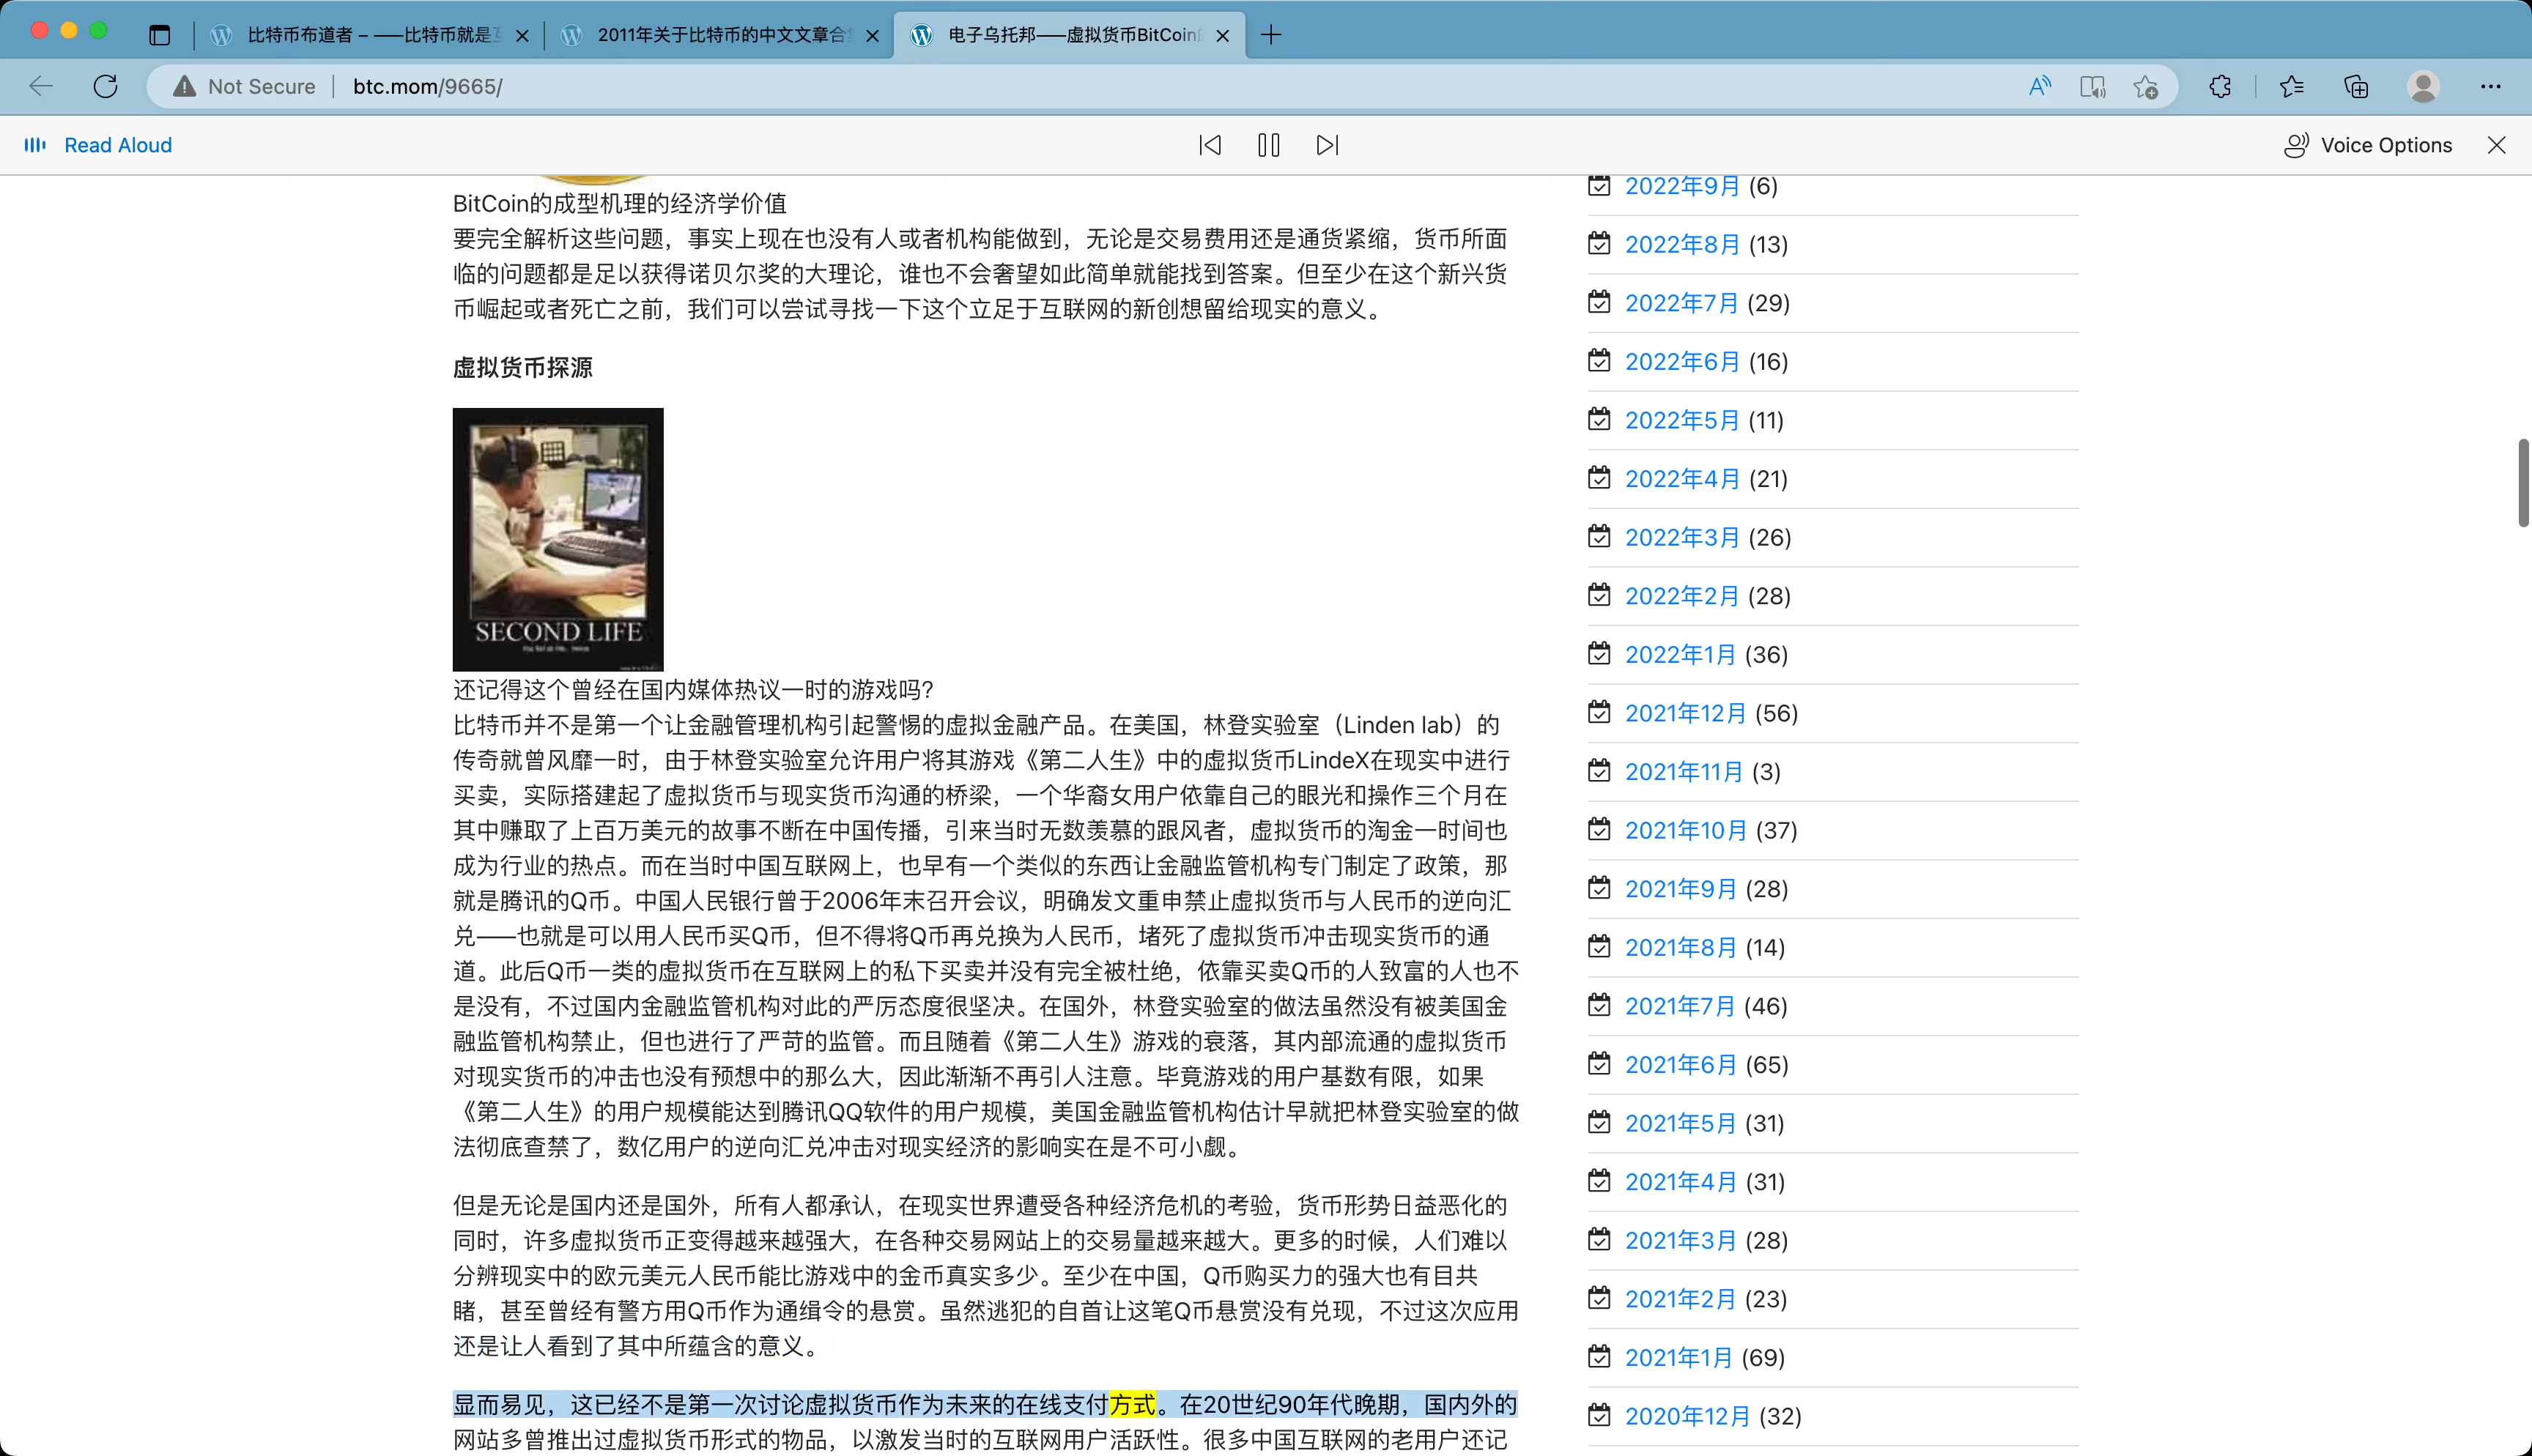 比特币布道者 – ——比特币就是互
2011年关于比特币的中文文章合集
电子乌托邦——虚拟货币BitCoin
Not Secure
btc.mom/9665/
Read Aloud
Voice Options
BitCoin的成型机理的经济学价值
要完全解析这些问题，事实上现在也没有人或者机构能做到，无论是交易费用还是通货紧缩，货币所面
临的问题都是足以获得诺贝尔奖的大理论，谁也不会奢望如此简单就能找到答案。但至少在这个新兴货
币崛起或者死亡之前，我们可以尝试寻找一下这个立足于互联网的新创想留给现实的意义。
虚拟货币探源
SECOND LIFE
还记得这个曾经在国内媒体热议一时的游戏吗？
比特币并不是第一个让金融管理机构引起警惕的虚拟金融产品。在美国，林登实验室（Linden lab）的
传奇就曾风靡一时，由于林登实验室允许用户将其游戏《第二人生》中的虚拟货币LindeX在现实中进行
买卖，实际搭建起了虚拟货币与现实货币沟通的桥梁，一个华裔女用户依靠自己的眼光和操作三个月在
其中赚取了上百万美元的故事不断在中国传播，引来当时无数羡慕的跟风者，虚拟货币的淘金一时间也
成为行业的热点。而在当时中国互联网上，也早有一个类似的东西让金融监管机构专门制定了政策，那
就是腾讯的Q币。中国人民银行曾于2006年末召开会议，明确发文重申禁止虚拟货币与人民币的逆向汇
兑——也就是可以用人民币买Q币，但不得将Q币再兑换为人民币，堵死了虚拟货币冲击现实货币的通
道。此后Q币一类的虚拟货币在互联网上的私下买卖并没有完全被杜绝，依靠买卖Q币的人致富的人也不
是没有，不过国内金融监管机构对此的严厉态度很坚决。在国外，林登实验室的做法虽然没有被美国金
融监管机构禁止，但也进行了严苛的监管。而且随着《第二人生》游戏的衰落，其内部流通的虚拟货币
对现实货币的冲击也没有预想中的那么大，因此渐渐不再引人注意。毕竟游戏的用户基数有限，如果
《第二人生》的用户规模能达到腾讯QQ软件的用户规模，美国金融监管机构估计早就把林登实验室的做
法彻底查禁了，数亿用户的逆向汇兑冲击对现实经济的影响实在是不可小觑。
但是无论是国内还是国外，所有人都承认，在现实世界遭受各种经济危机的考验，货币形势日益恶化的
同时，许多虚拟货币正变得越来越强大，在各种交易网站上的交易量越来越大。更多的时候，人们难以
分辨现实中的欧元美元人民币能比游戏中的金币真实多少。至少在中国，Q币购买力的强大也有目共
睹，甚至曾经有警方用Q币作为通缉令的悬赏。虽然逃犯的自首让这笔Q币悬赏没有兑现，不过这次应用
还是让人看到了其中所蕴含的意义。
显而易见，这已经不是第一次讨论虚拟货币作为未来的在线支付方式。在20世纪90年代晚期，国内外的
网站多曾推出过虚拟货币形式的物品，以激发当时的互联网用户活跃性。很多中国互联网的老用户还记
2022年9月 (6)
2022年8月 (13)
2022年7月 (29)
2022年6月 (16)
2022年5月 (11)
2022年4月 (21)
2022年3月 (26)
2022年2月 (28)
2022年1月 (36)
2021年12月 (56)
2021年11月 (3)
2021年10月 (37)
2021年9月 (28)
2021年8月 (14)
2021年7月 (46)
2021年6月 (65)
2021年5月 (31)
2021年4月 (31)
2021年3月 (28)
2021年2月 (23)
2021年1月 (69)
2020年12月 (32)